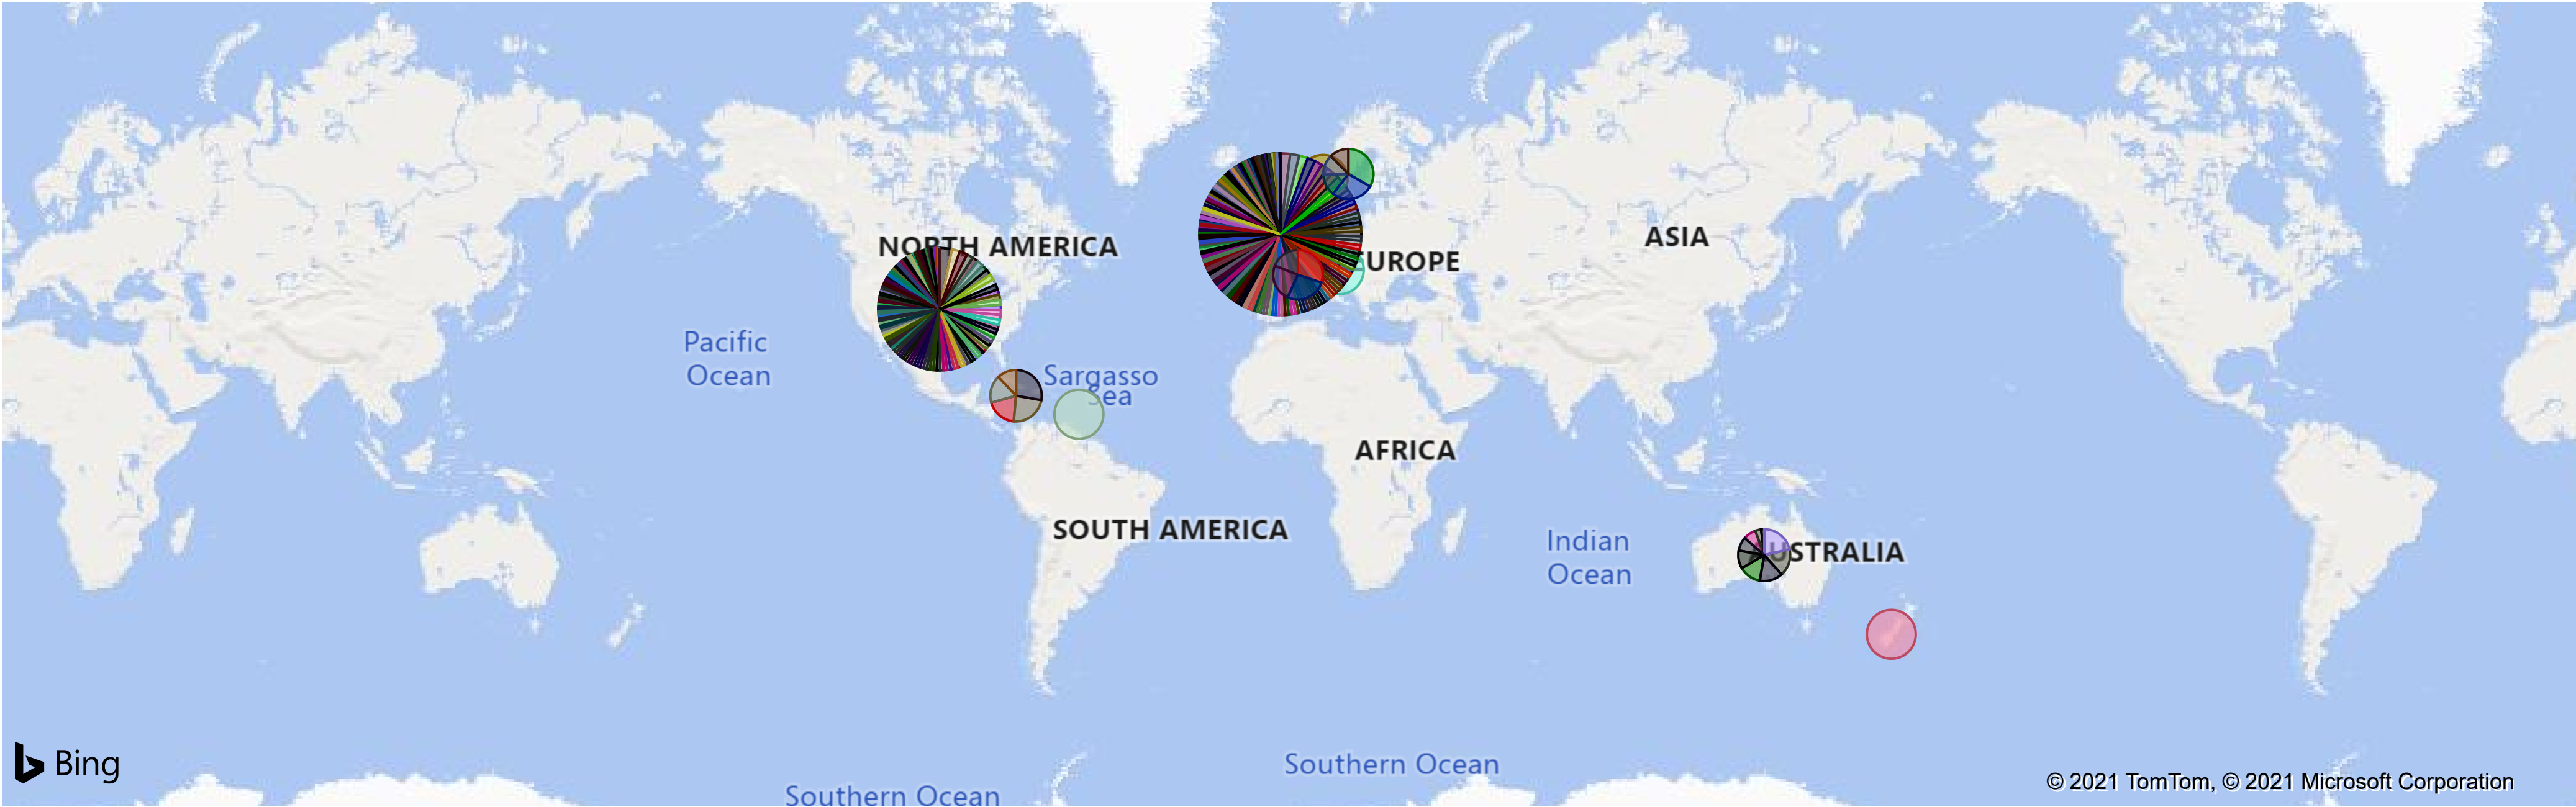 NORTH AMERICA
ASIA
EUROPE
Pacific
Ocean
Sargasso
Sea
AFRICA
SOUTH AMERICA
Indian
Ocean
AUSTRALIA
Bing
Southern Ocean
Southern Ocean
© 2021 TomTom, © 2021 Microsoft Corporation